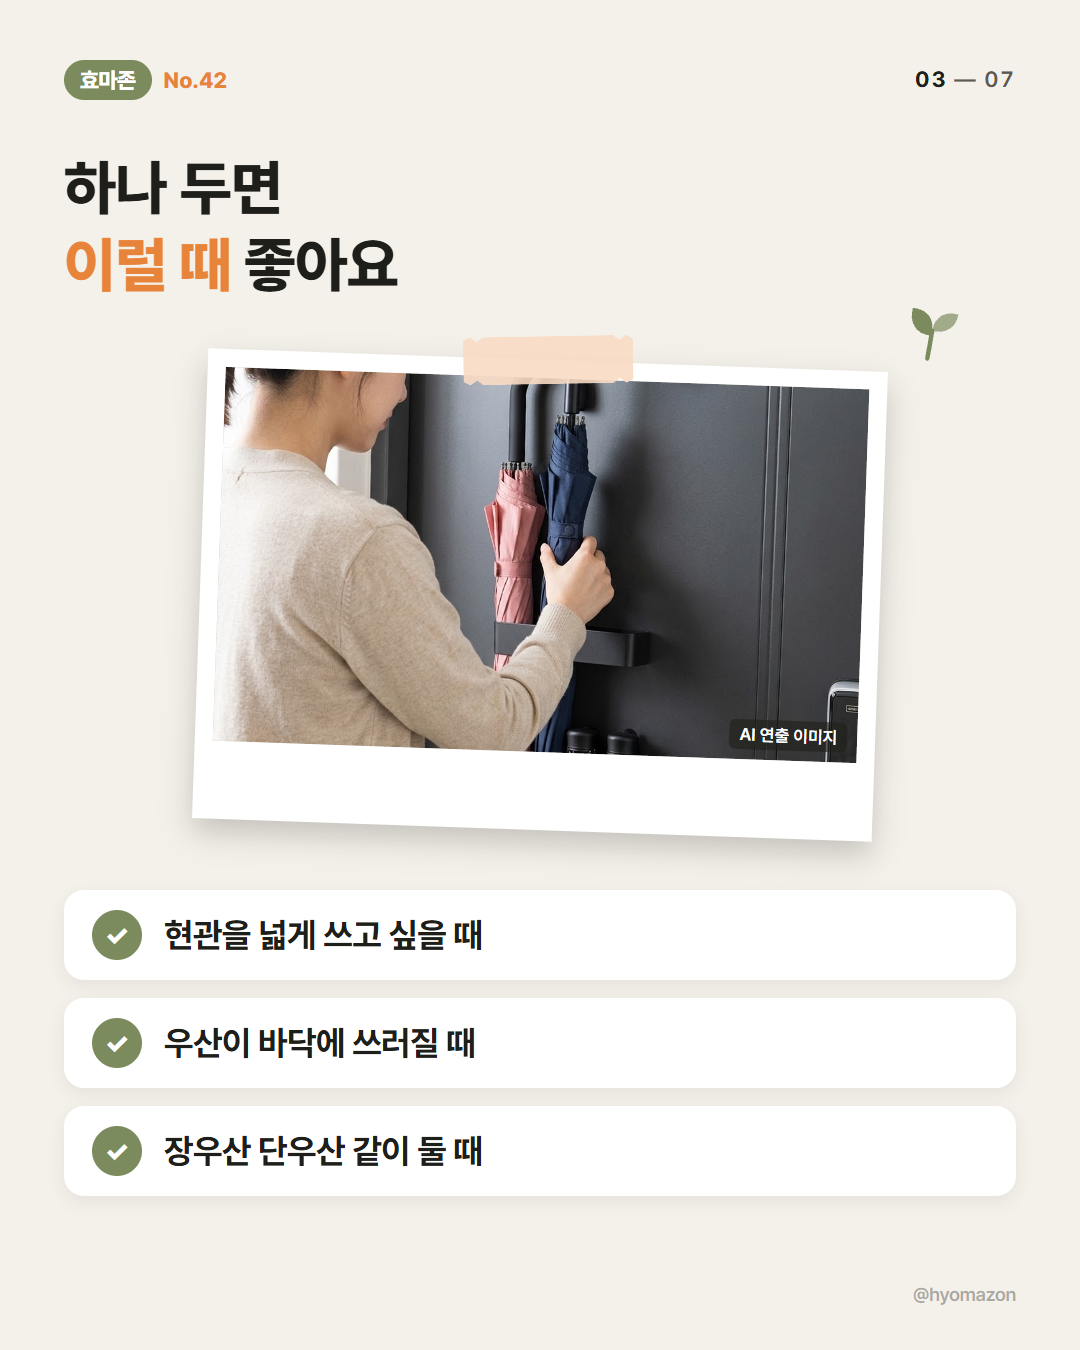 효마존 No.42
03 — 07
하나 두면
이럴 때 좋아요
AI 연출 이미지
현관을 넓게 쓰고 싶을 때
우산이 바닥에 쓰러질 때
장우산 단우산 같이 둘 때
@hyomazon